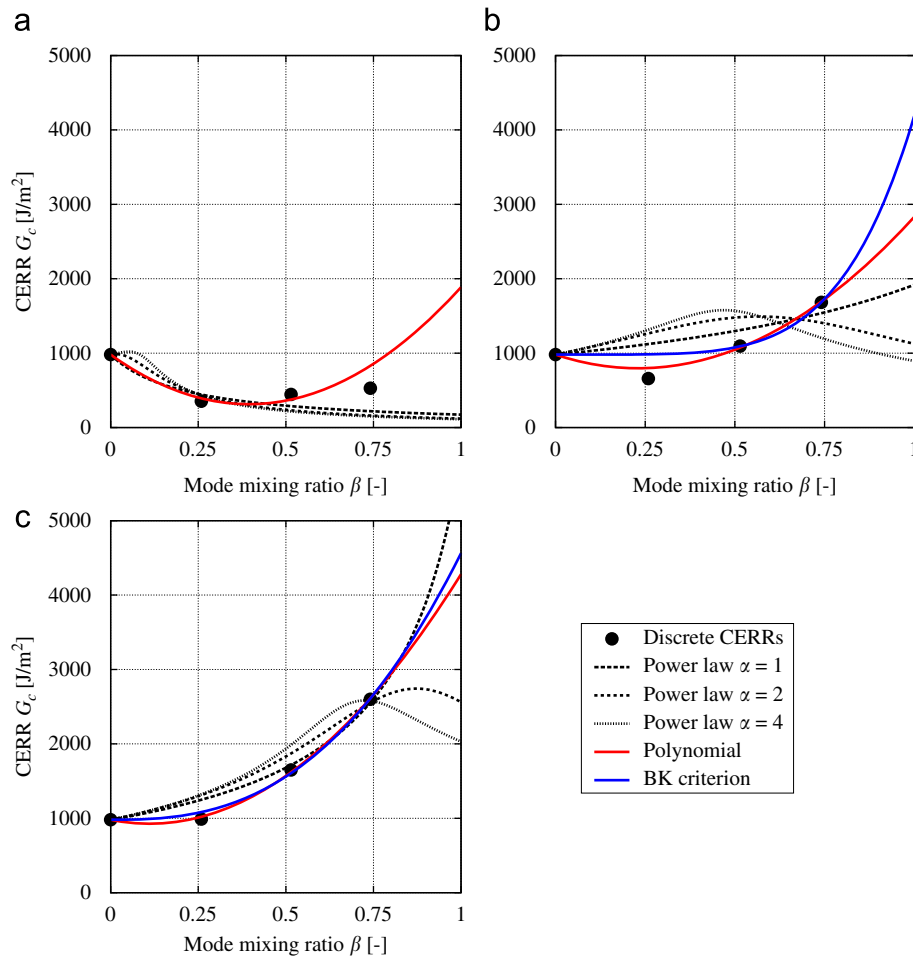 a
5000
4000
3000
2000
1000
0
CERR G_c [J/m²]
0 0.25 0.5 0.75 1
Mode mixing ratio β [-]
b
5000
4000
3000
2000
1000
0
0 0.25 0.5 0.75 1
Mode mixing ratio β [-]
c
5000
4000
3000
2000
1000
0
CERR G_c [J/m²]
0 0.25 0.5 0.75 1
Mode mixing ratio β [-]
Discrete CERRs
Power law α = 1
Power law α = 2
Power law α = 4
Polynomial
BK criterion